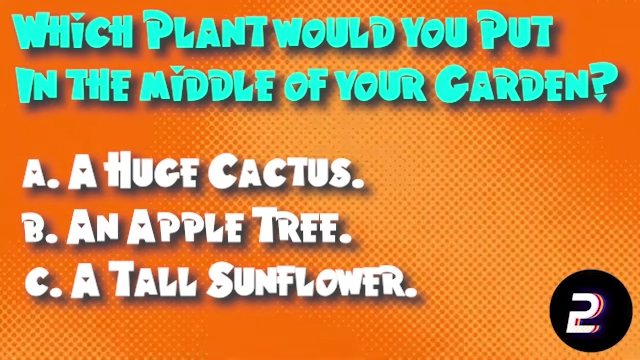 Which Plant would you Put
In the middle of your Garden?
a. A Huge Cactus.
b. An Apple Tree.
c. A Tall Sunflower.
2